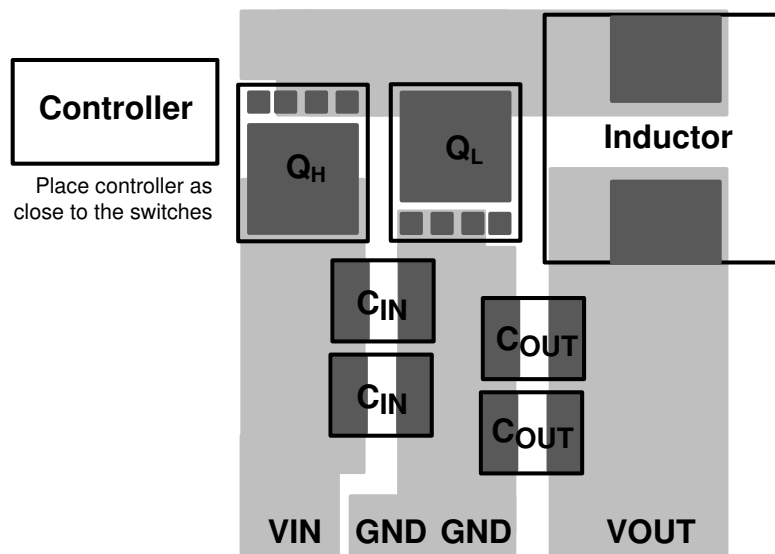 Controller
Inductor
Place controller as
close to the switches
QH
QL
CIN
COUT
CIN
COUT
VIN
GND
GND
VOUT